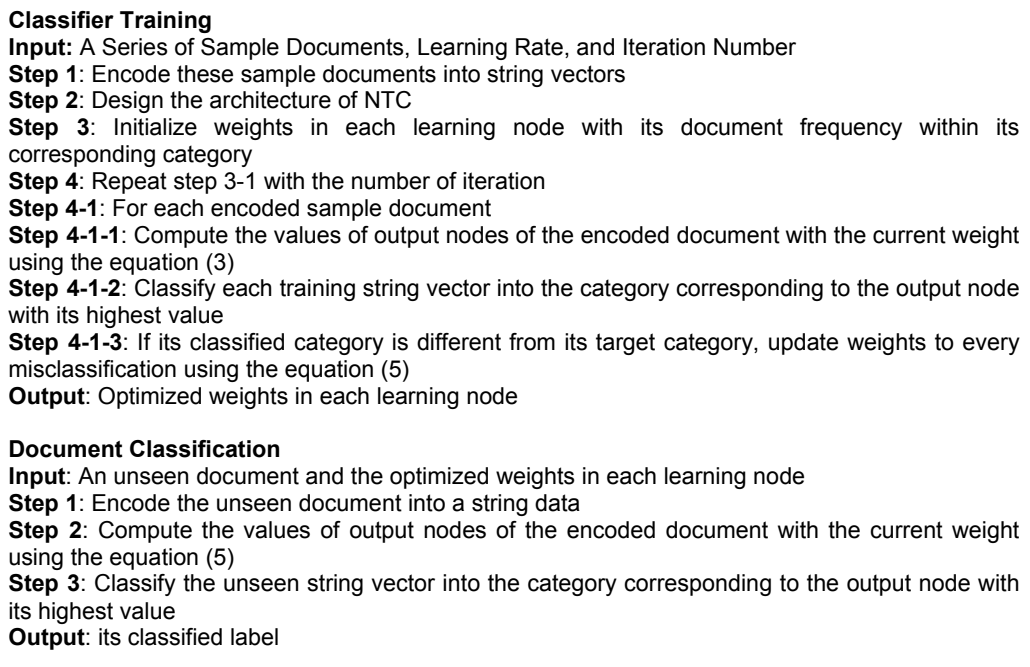 Classifier Training
Input: A Series of Sample Documents, Learning Rate, and Iteration Number
Step 1: Encode these sample documents into string vectors
Step 2: Design the architecture of NTC
Step 3: Initialize weights in each learning node with its document frequency within its
corresponding category
Step 4: Repeat step 3-1 with the number of iteration
Step 4-1: For each encoded sample document
Step 4-1-1: Compute the values of output nodes of the encoded document with the current weight
using the equation (3)
Step 4-1-2: Classify each training string vector into the category corresponding to the output node
with its highest value
Step 4-1-3: If its classified category is different from its target category, update weights to every
misclassification using the equation (5)
Output: Optimized weights in each learning node

Document Classification
Input: An unseen document and the optimized weights in each learning node
Step 1: Encode the unseen document into a string data
Step 2: Compute the values of output nodes of the encoded document with the current weight
using the equation (5)
Step 3: Classify the unseen string vector into the category corresponding to the output node with
its highest value
Output: its classified label